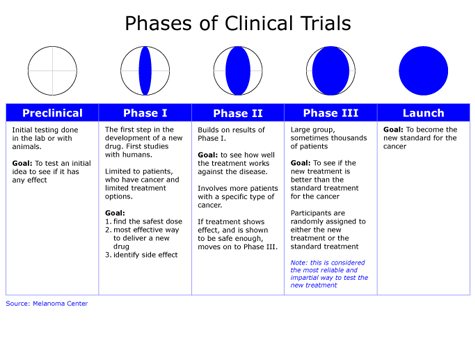 Phases of Clinical Trials
Preclinical
Initial testing done
in the lab or with
animals.
Goal: To test an initial
idea to see if it has
any effect
Phase I
The first step in the
development of a new
drug. First studies
with humans.
Limited to patients,
who have cancer and
limited treatment
options.
Goal:
1. find the safest dose
2. most effective way
to deliver a new
drug
3. identify side effect
Phase II
Builds on results of
Phase I.
Goal: to see how well
the treatment works
against the disease.
Involves more patients
with a specific type of
cancer.
If treatment shows
effect, and is shown
to be safe enough,
moves on to Phase III.
Phase III
Large group,
sometimes thousands
of patients
Goal: To see if the
new treatment is
better than the
standard treatment
for the cancer
Participants are
randomly assigned to
either the new
treatment or the
standard treatment
Note: this is considered
the most reliable and
impartial way to test the
new treatment
Launch
Goal: To become the
new standard for the
cancer
Source: Melanoma Center